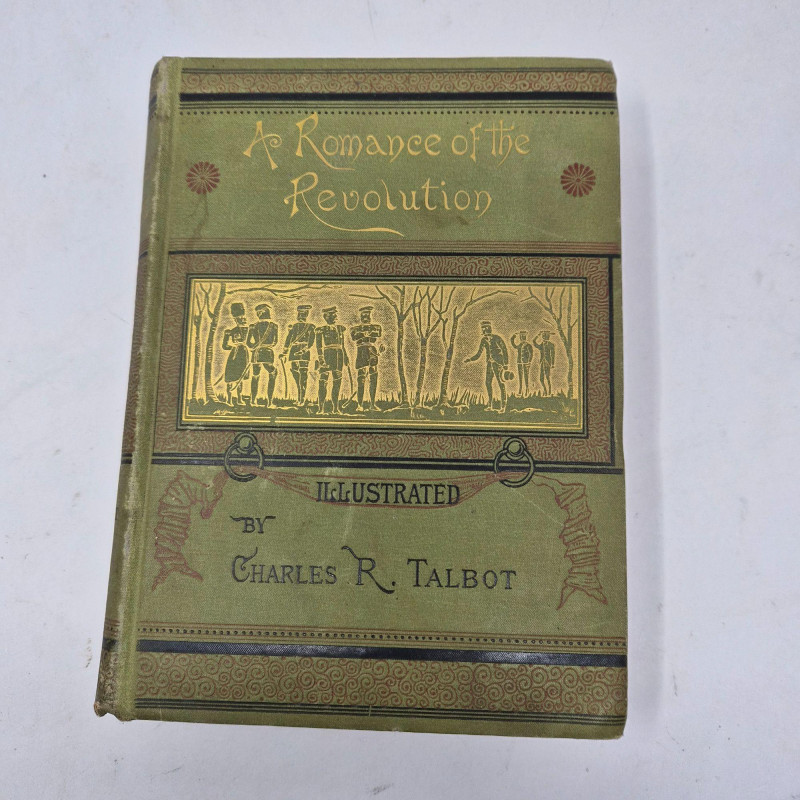 A Romance of the
Revolution
ILLUSTRATED
BY
CHARLES R. TALBOT